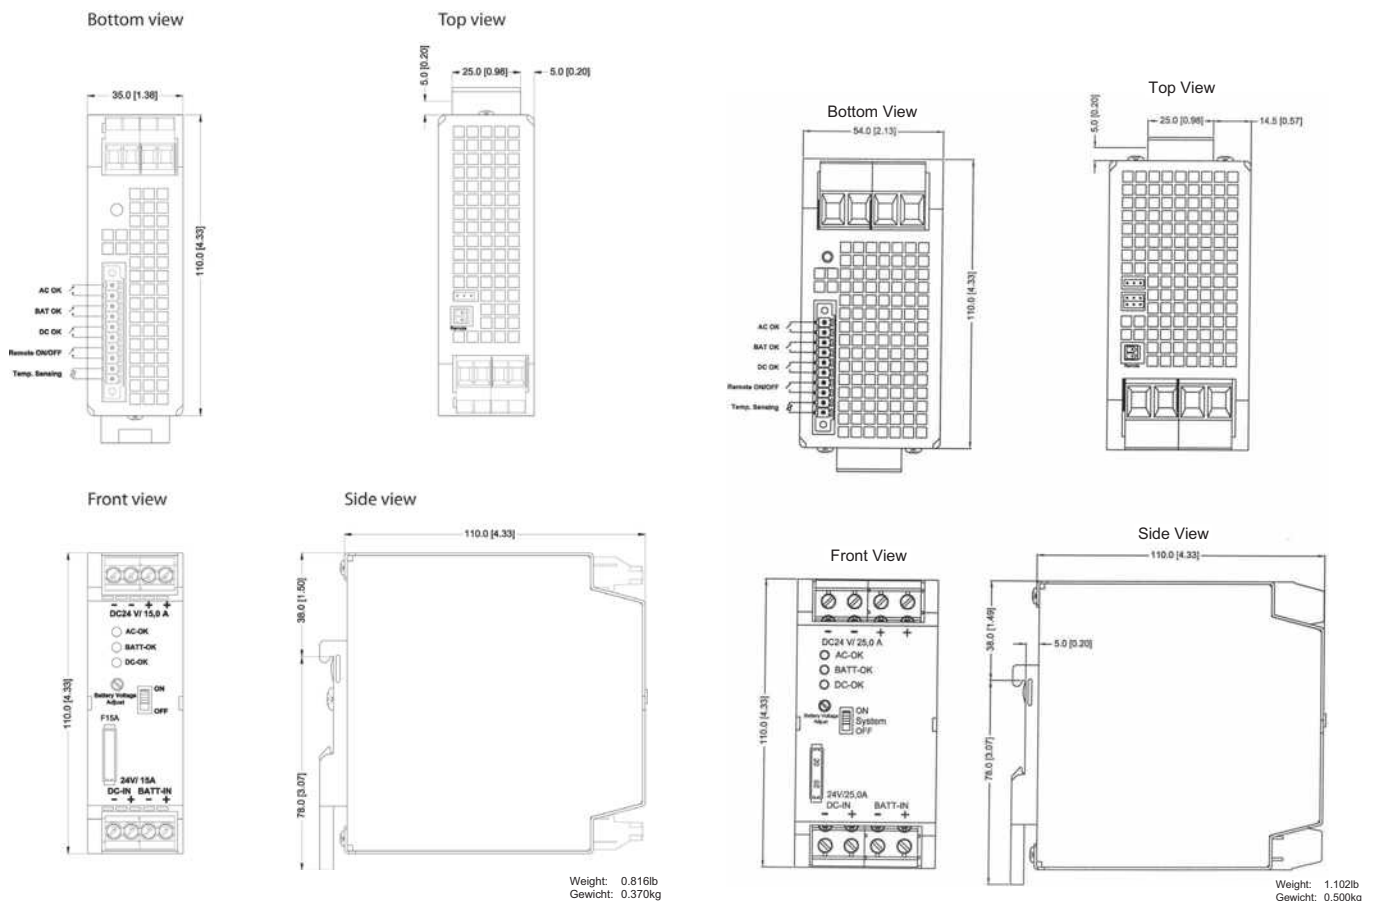 Bottom view
35.0 [1.38]
110.0 [4.33]
AC OK
BAT OK
DC OK
Remote ON/OFF
Temp. Sensing
Top view
5.0 [0.20]
25.0 [0.98]
5.0 [0.20]
Remote
Bottom View
54.0 [2.13]
110.0 [4.33]
AC OK
BAT OK
DC OK
Remote ON/OFF
Temp. Sensing
Top View
5.0 [0.20]
25.0 [0.98]
14.5 [0.57]
Remote
Front view
110.0 [4.33]
− − + +
DC24 V/ 15,0 A
AC-OK
BATT-OK
DC-OK
Battery Voltage
Adjust
ON
OFF
F15A
24V/ 15A
DC-IN BATT-IN
− + − +
Side view
110.0 [4.33]
38.0 [1.50]
78.0 [3.07]
Weight: 0.816lb
Gewicht: 0.370kg
Front View
110.0 [4.33]
− − + +
DC24 V/ 25,0 A
AC-OK
BATT-OK
DC-OK
Battery Voltage
Adjust
ON
System
OFF
24V/25,0A
DC-IN BATT-IN
− + − +
Side View
110.0 [4.33]
38.0 [1.49]
5.0 [0.20]
78.0 [3.07]
Weight: 1.102lb
Gewicht: 0.500kg